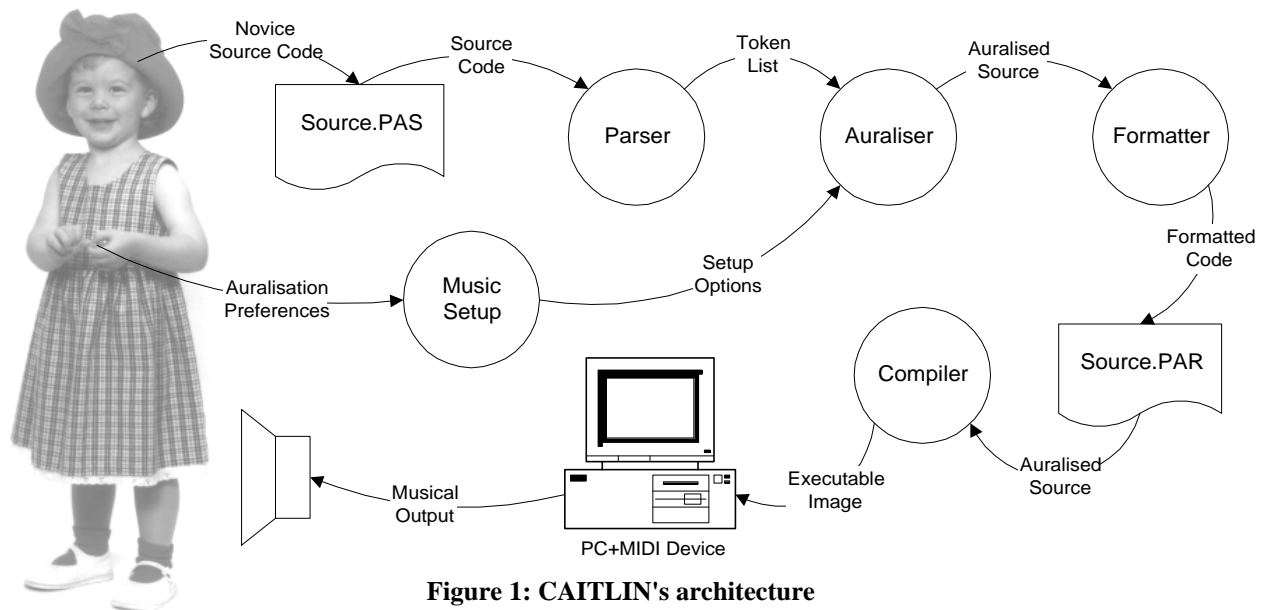 Novice
Source Code
Source
Code
Token
List
Auralised
Source
Source.PAS
Parser
Auraliser
Formatter
Formatted
Code
Auralisation
Preferences
Music
Setup
Setup
Options
Source.PAR
Compiler
Auralised
Source
Executable
Image
Musical
Output
PC+MIDI Device
Figure 1: CAITLIN's architecture